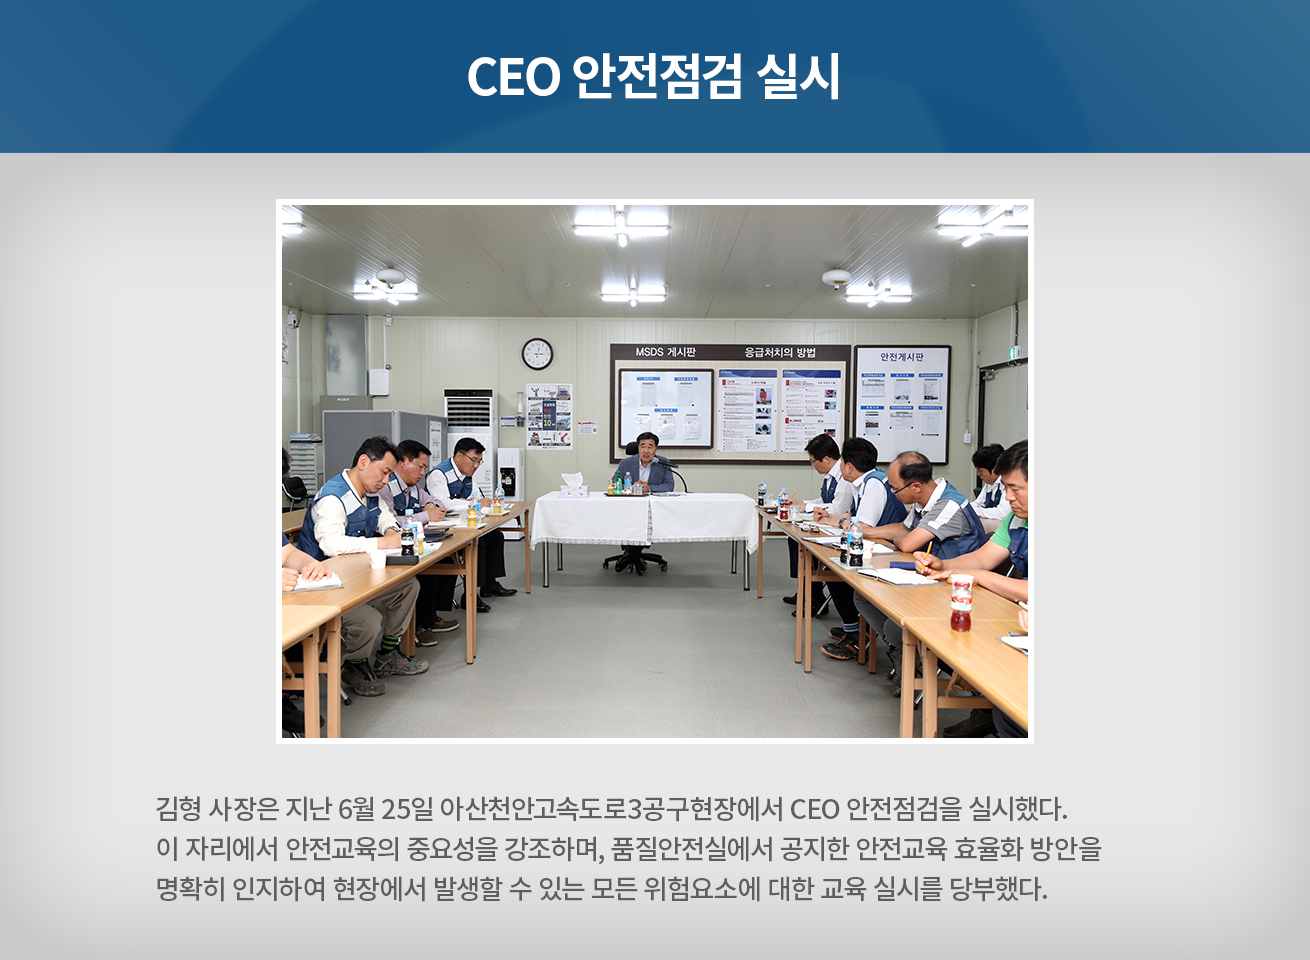 CEO 안전점검 실시
MSDS 게시판
응급처치의 방법
안전게시판
김형 사장은 지난 6월 25일 아산천안고속도로3공구현장에서 CEO 안전점검을 실시했다.
이 자리에서 안전교육의 중요성을 강조하며, 품질안전실에서 공지한 안전교육 효율화 방안을
명확히 인지하여 현장에서 발생할 수 있는 모든 위험요소에 대한 교육 실시를 당부했다.